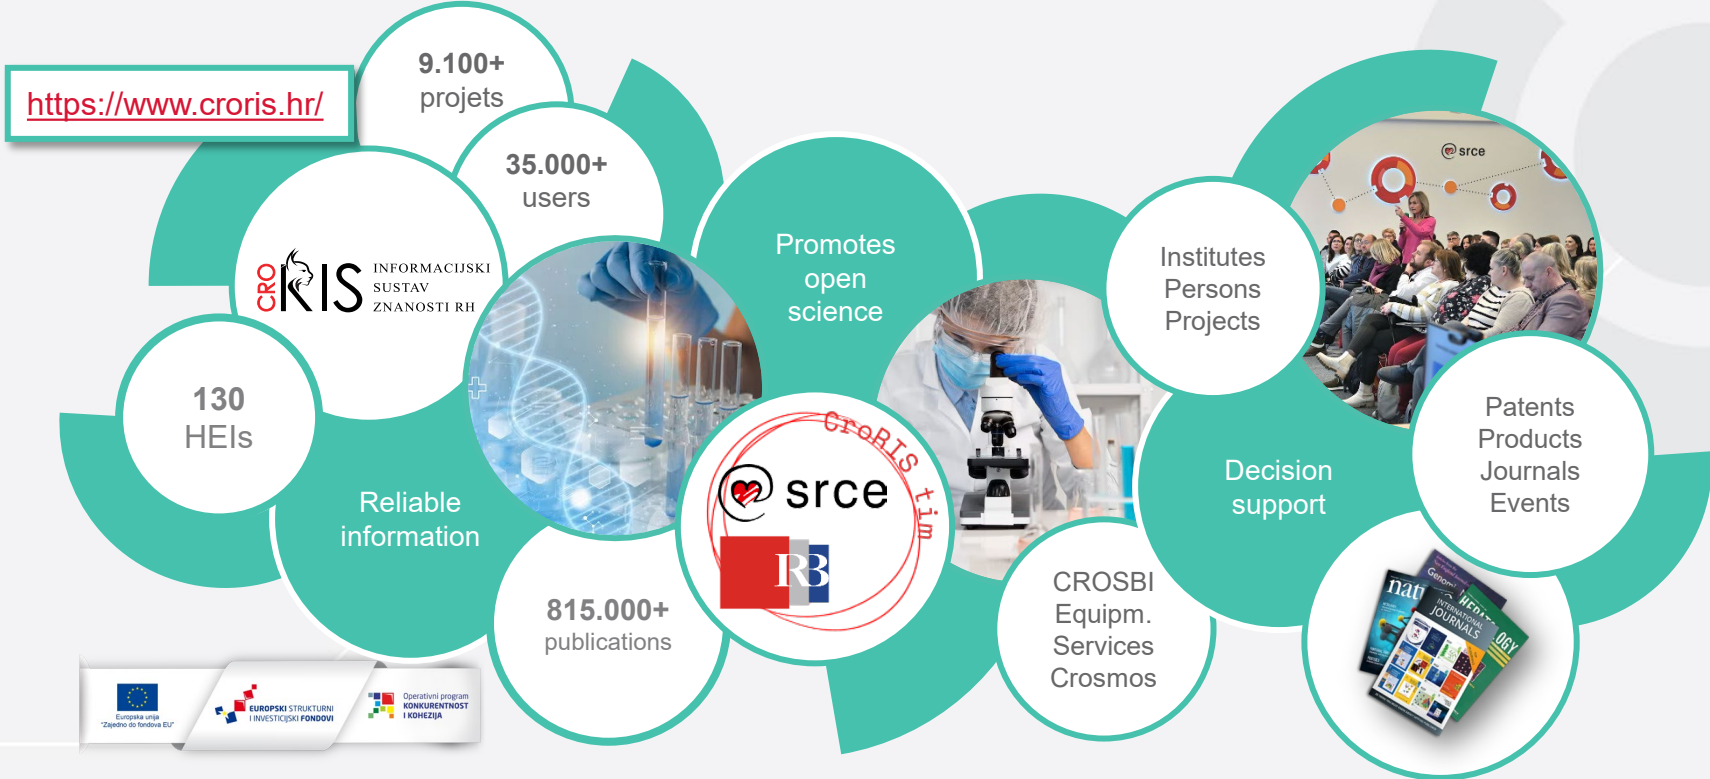 https://www.croris.hr/
9.100+
projets
35.000+
users
CRO
RIS
INFORMACIJSKI
SUSTAV
ZNANOSTI RH
130
HEIs
Reliable
information
815.000+
publications
Promotes
open
science
CroRIS tim
srce
IRB
Institutes
Persons
Projects
CROSBI
Equipm.
Services
Crosmos
Decision
support
srce
Patents
Products
Journals
Events
INTERNATIONAL
JOURNALS
Europska unija
"Zajedno do fondova EU"
EUROPSKI STRUKTURNI
I INVESTICIJSKI FONDOVI
Operativni program
KONKURENTNOST
I KOHEZIJA